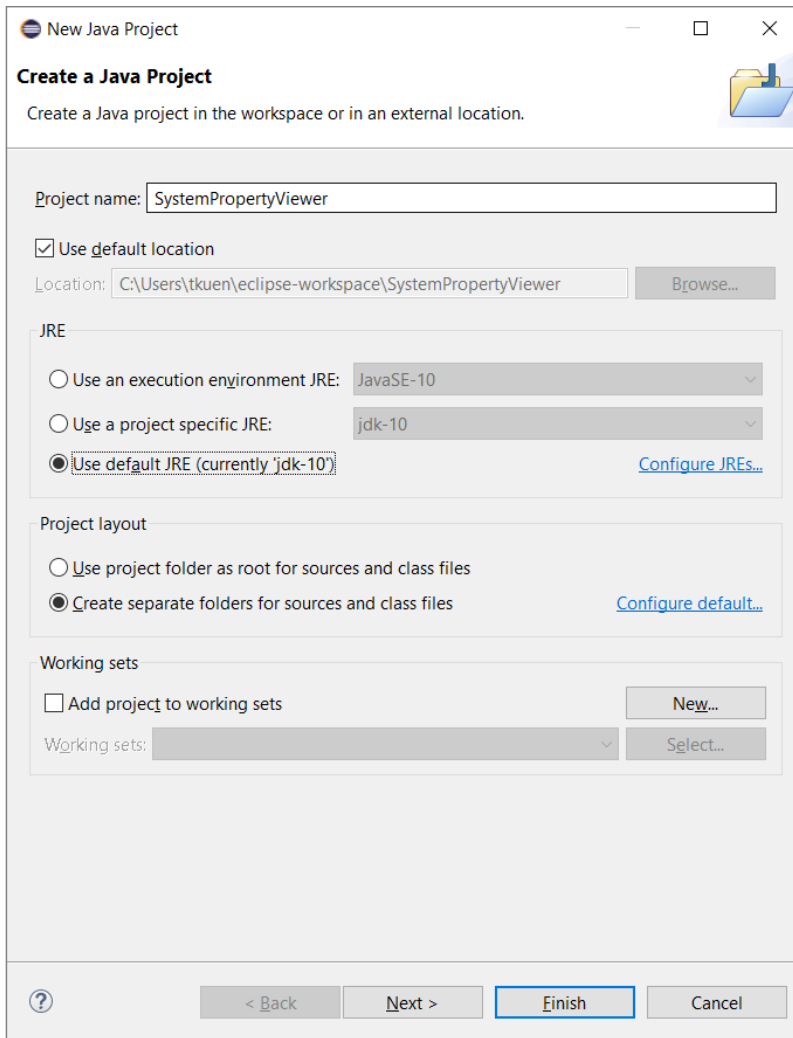 New Java Project
Create a Java Project
Create a Java project in the workspace or in an external location.
Project name: SystemPropertyViewer
Use default location
Location: C:\Users\tkuen\eclipse-workspace\SystemPropertyViewer Browse...
JRE
Use an execution environment JRE: JavaSE-10
Use a project specific JRE: jdk-10
Use default JRE (currently 'jdk-10') Configure JREs...
Project layout
Use project folder as root for sources and class files
Create separate folders for sources and class files Configure default...
Working sets
Add project to working sets New...
Working sets: Select...
? < Back Next > Finish Cancel